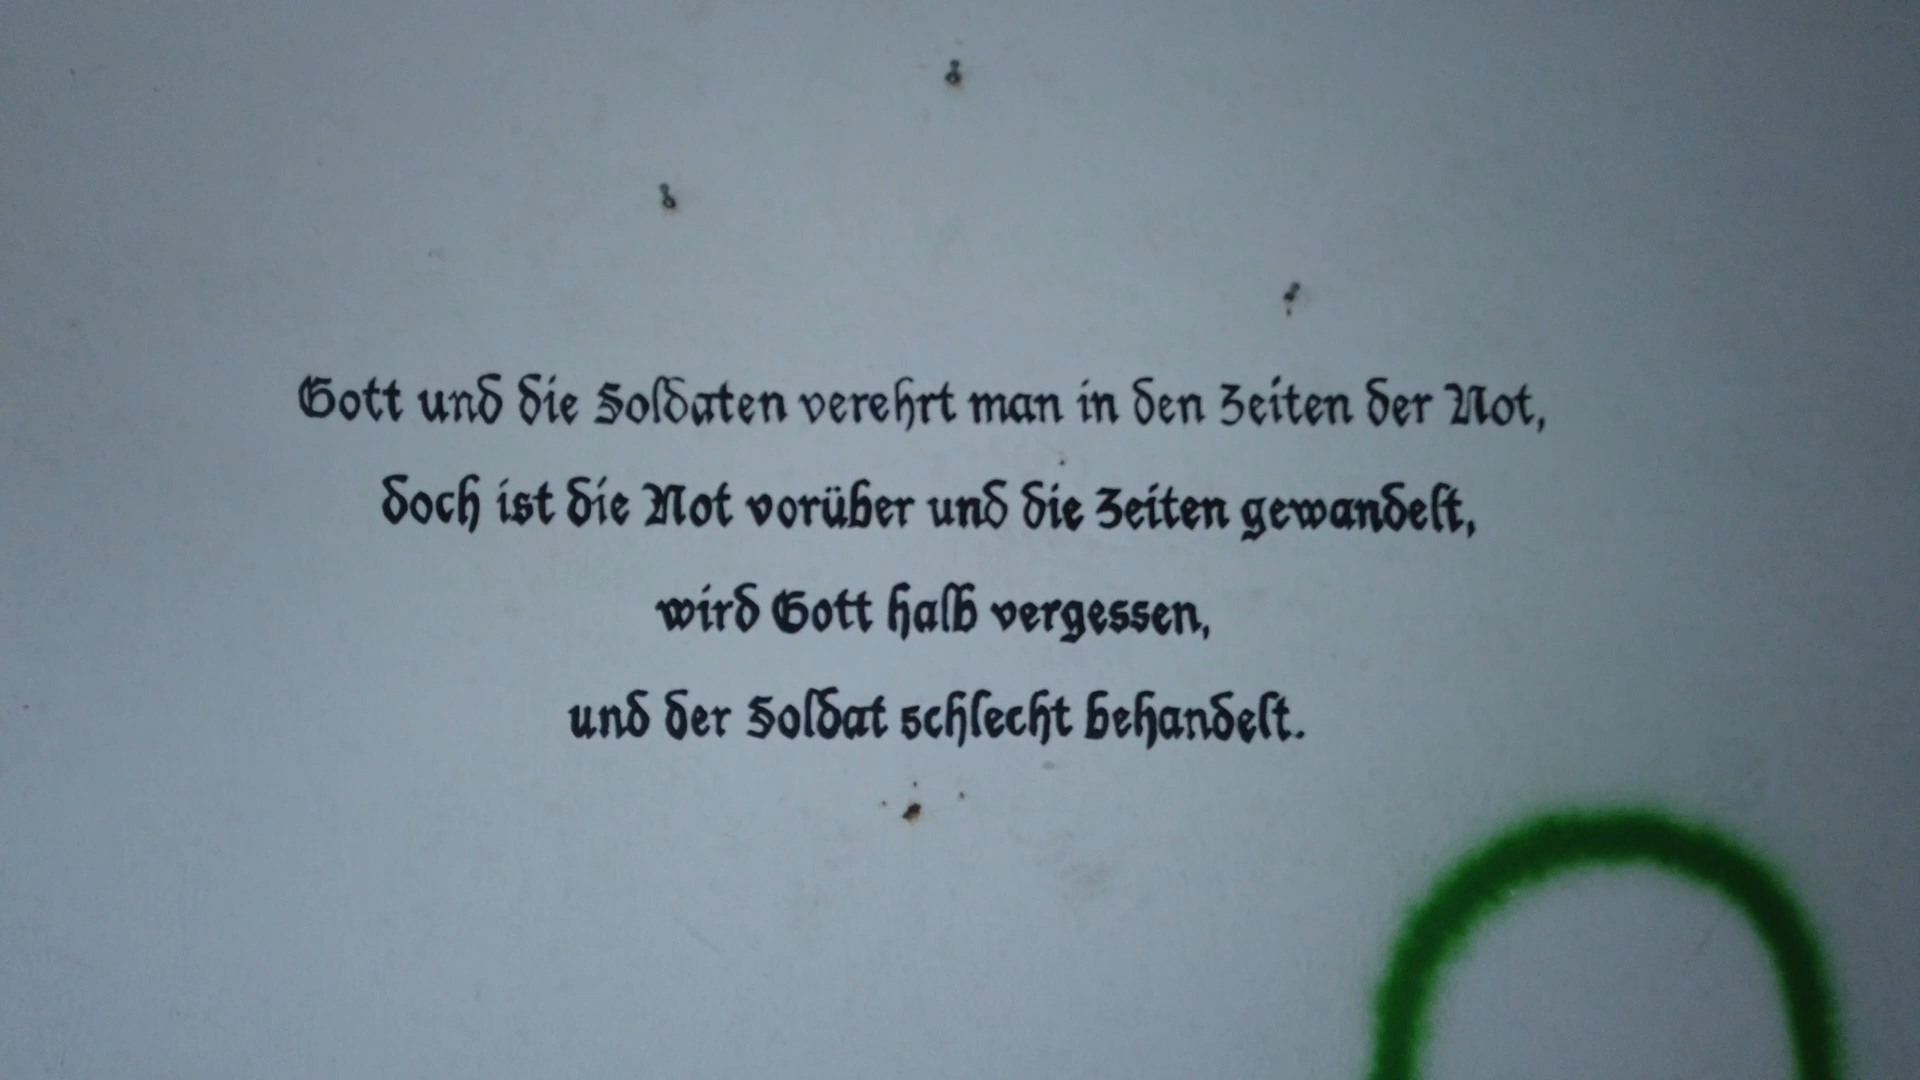 Gott und die Soldaten verehrt man in den Zeiten der Not,
doch ist die Not vorüber und die Zeiten gewandelt,
wird Gott halb vergessen,
und der Soldat schlecht behandelt.